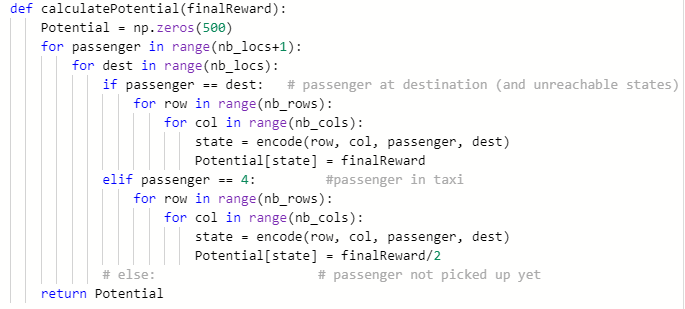 def calculatePotential(finalReward):
    Potential = np.zeros(500)
    for passenger in range(nb_locs+1):
        for dest in range(nb_locs):
            if passenger == dest:   # passenger at destination (and unreachable states)
                for row in range(nb_rows):
                    for col in range(nb_cols):
                        state = encode(row, col, passenger, dest)
                        Potential[state] = finalReward
            elif passenger == 4:         #passenger in taxi
                for row in range(nb_rows):
                    for col in range(nb_cols):
                        state = encode(row, col, passenger, dest)
                        Potential[state] = finalReward/2
            # else:                     # passenger not picked up yet
    return Potential